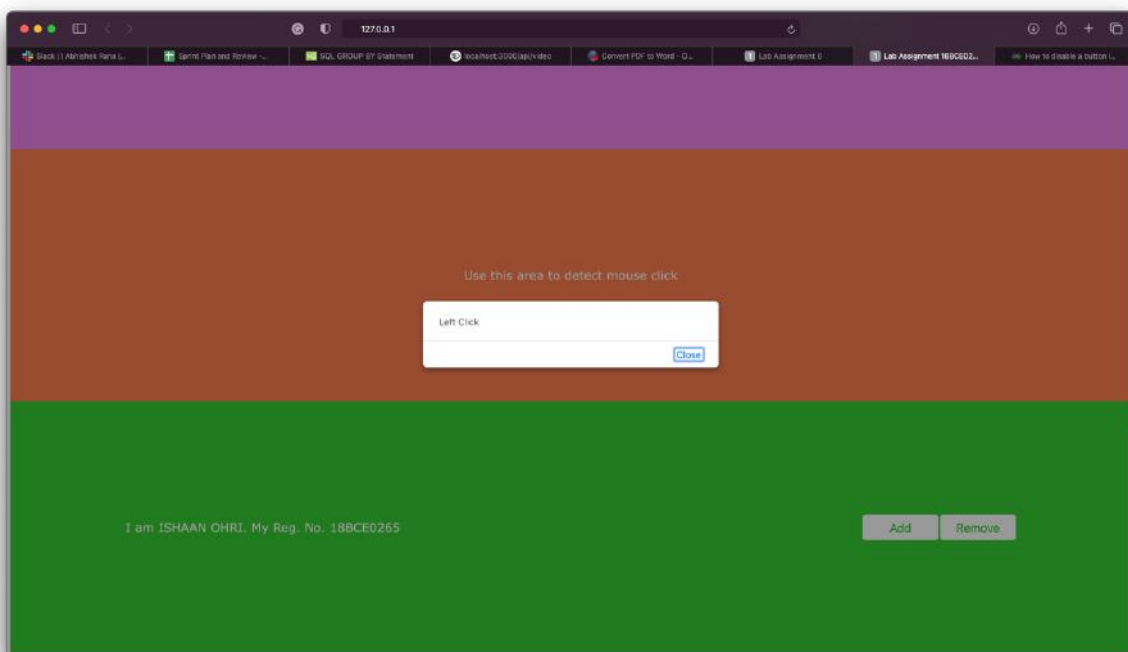 127.0.0.1
Slack | | Abhishek Rana L...
Sprint Plan and Review -...
SQL GROUP BY Statement
localhost:3000/api/video
Convert PDF to Word - O...
Lab Assignment 6
Lab Assignment 18BCE02...
How to disable a button i...
Use this area to detect mouse click
Left Click
Close
I am ISHAAN OHRI. My Reg. No. 18BCE0265
Add
Remove